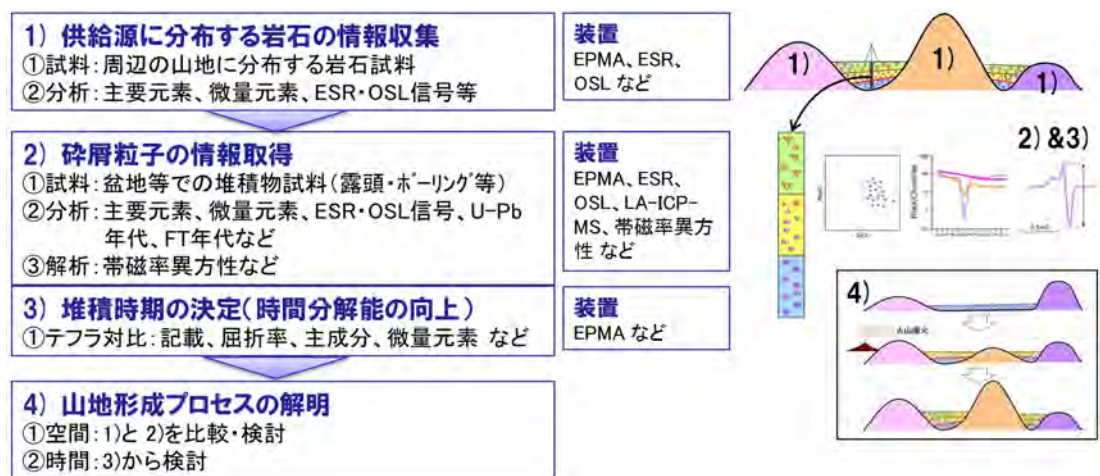 1）供給源に分布する岩石の情報収集
①試料：周辺の山地に分布する岩石試料
②分析：主要元素、微量元素、ESR・OSL信号等
装置
EPMA、ESR、
OSL など
2）砕屑粒子の情報取得
①試料：盆地等での堆積物試料（露頭・ボーリング等）
②分析：主要元素、微量元素、ESR・OSL信号、U-Pb
年代、FT年代など
③解析：帯磁率異方性など
装置
EPMA、ESR、
OSL、LA-ICP-
MS、帯磁率異方
性 など
3）堆積時期の決定（時間分解能の向上）
①テフラ対比：記載、屈折率、主成分、微量元素 など
装置
EPMA など
4）山地形成プロセスの解明
①空間：1）と 2）を比較・検討
②時間：3）から検討
1）
1）
1）
2）&3）
4）
火山噴火